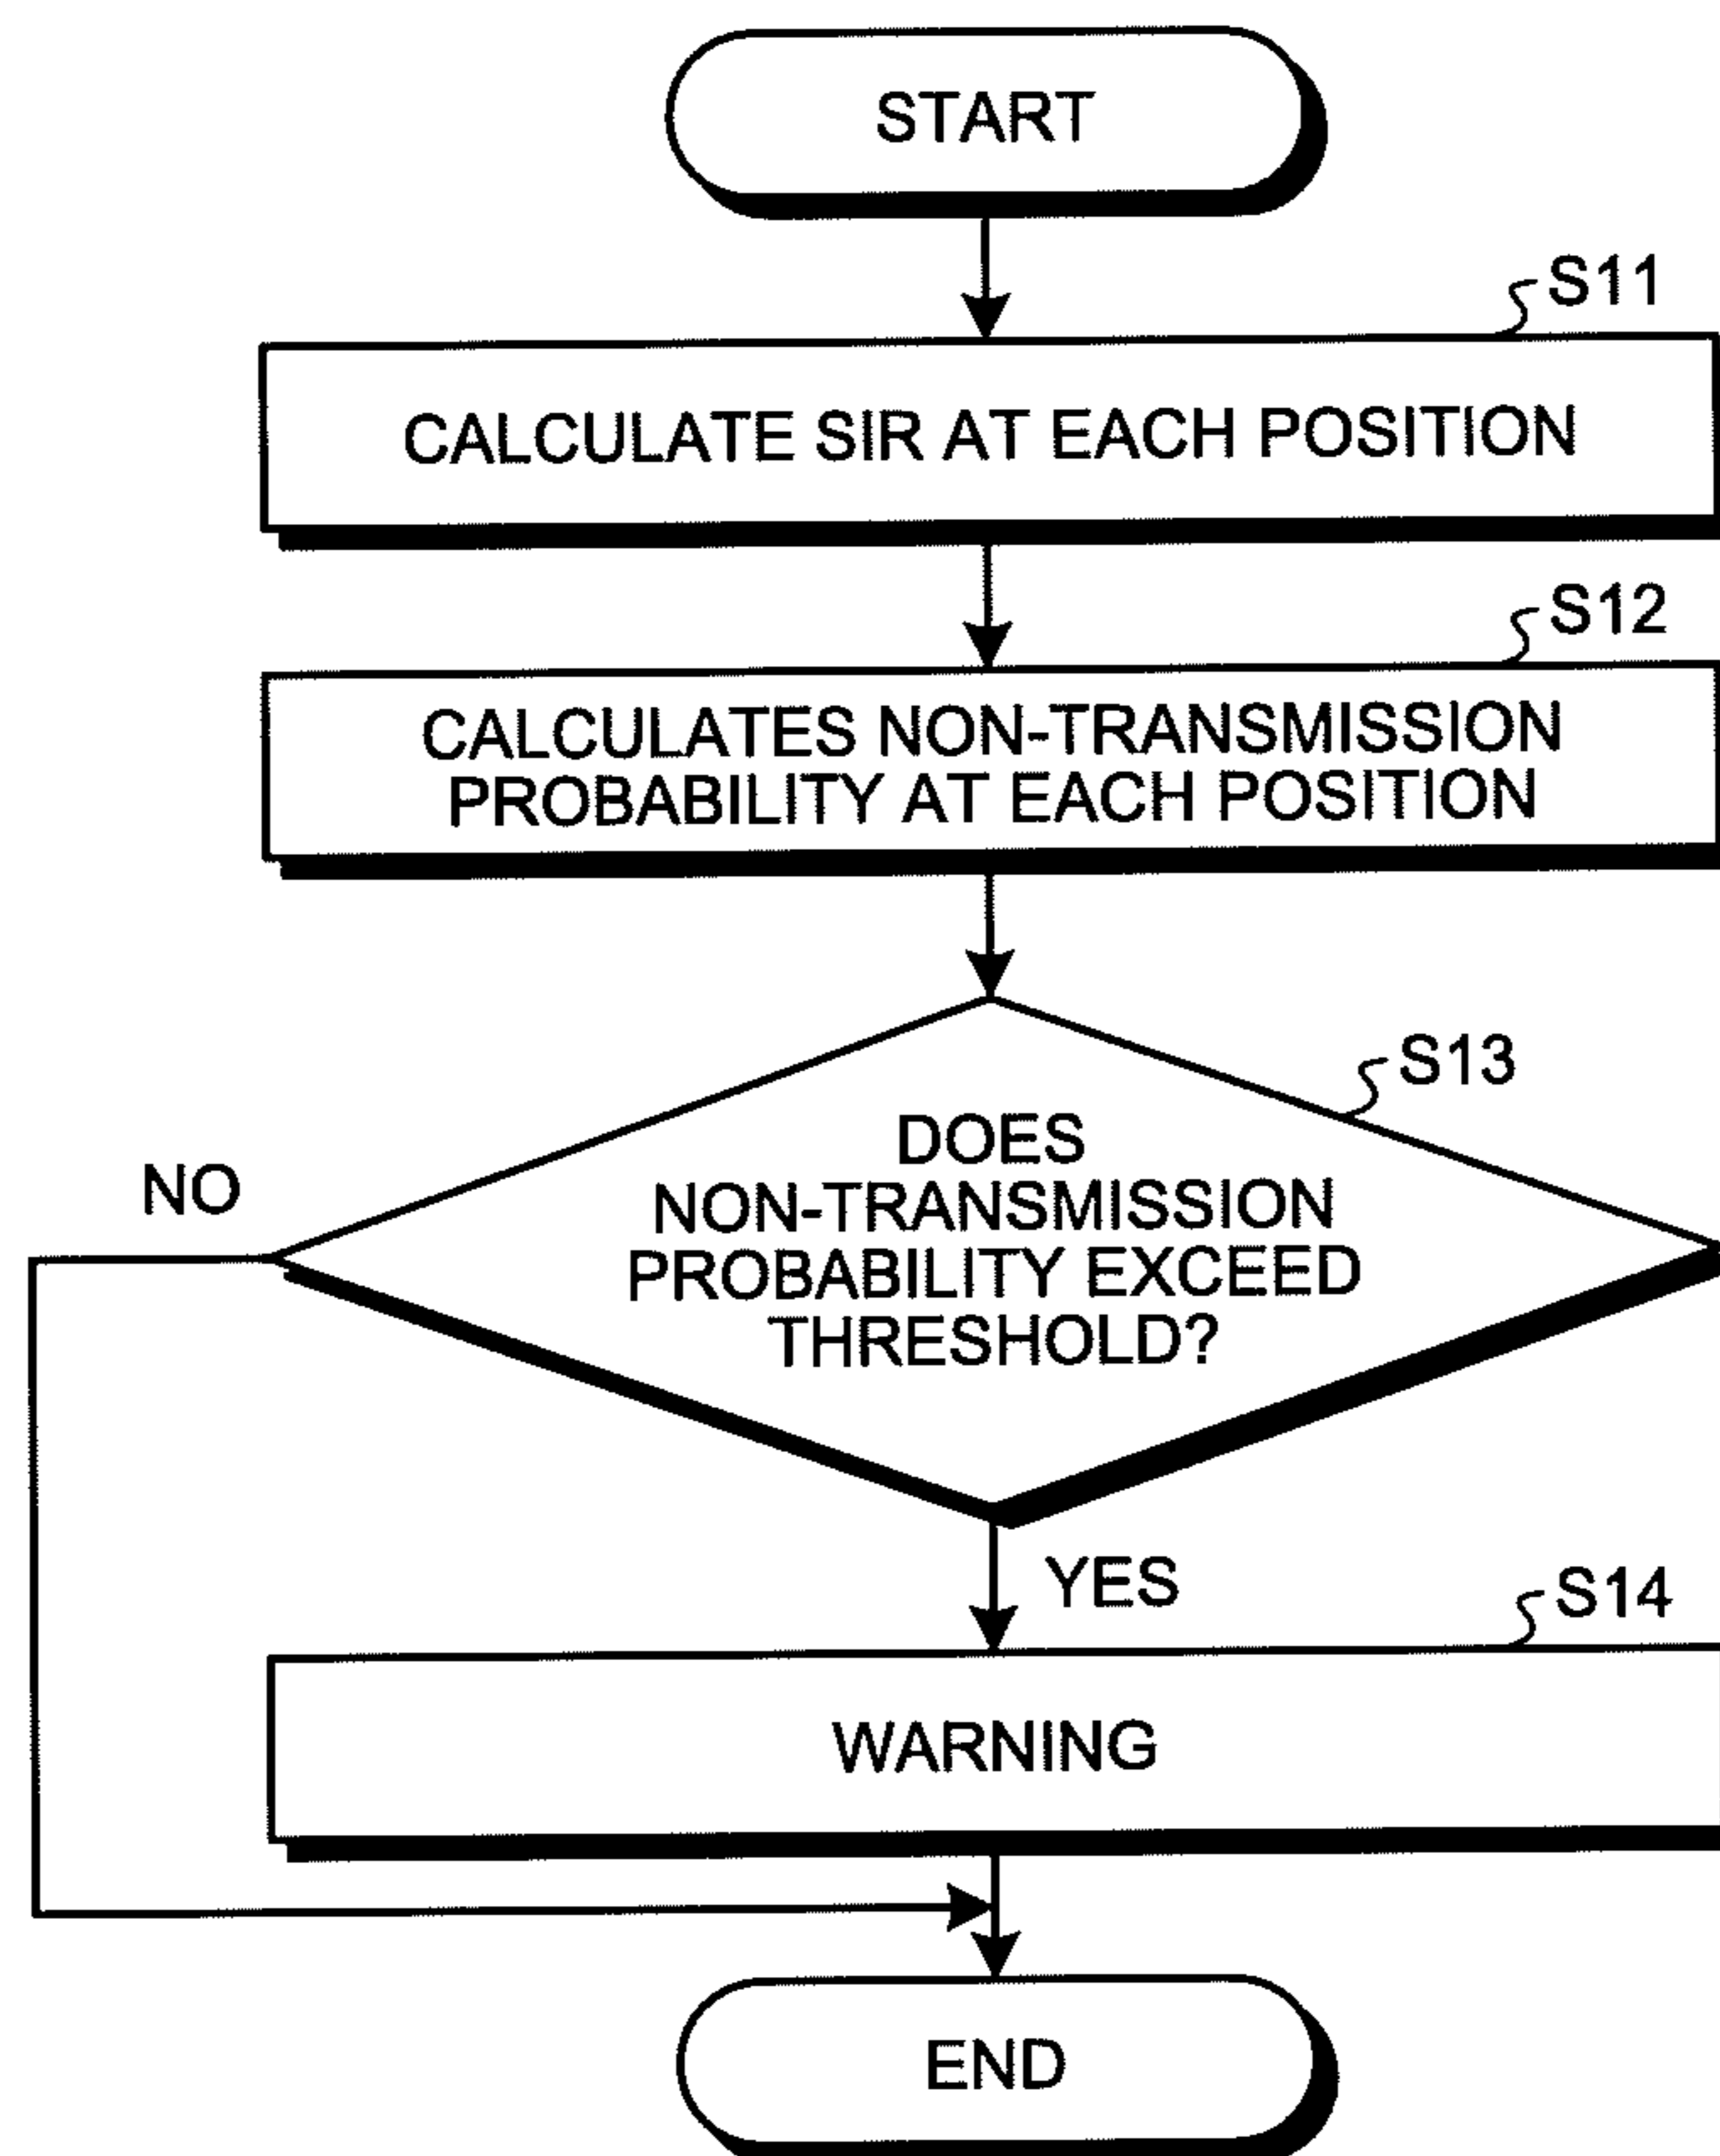 START
S11
CALCULATE SIR AT EACH POSITION
S12
CALCULATES NON-TRANSMISSION
PROBABILITY AT EACH POSITION
S13
DOES
NON-TRANSMISSION
PROBABILITY EXCEED
THRESHOLD?
NO
YES
S14
WARNING
END